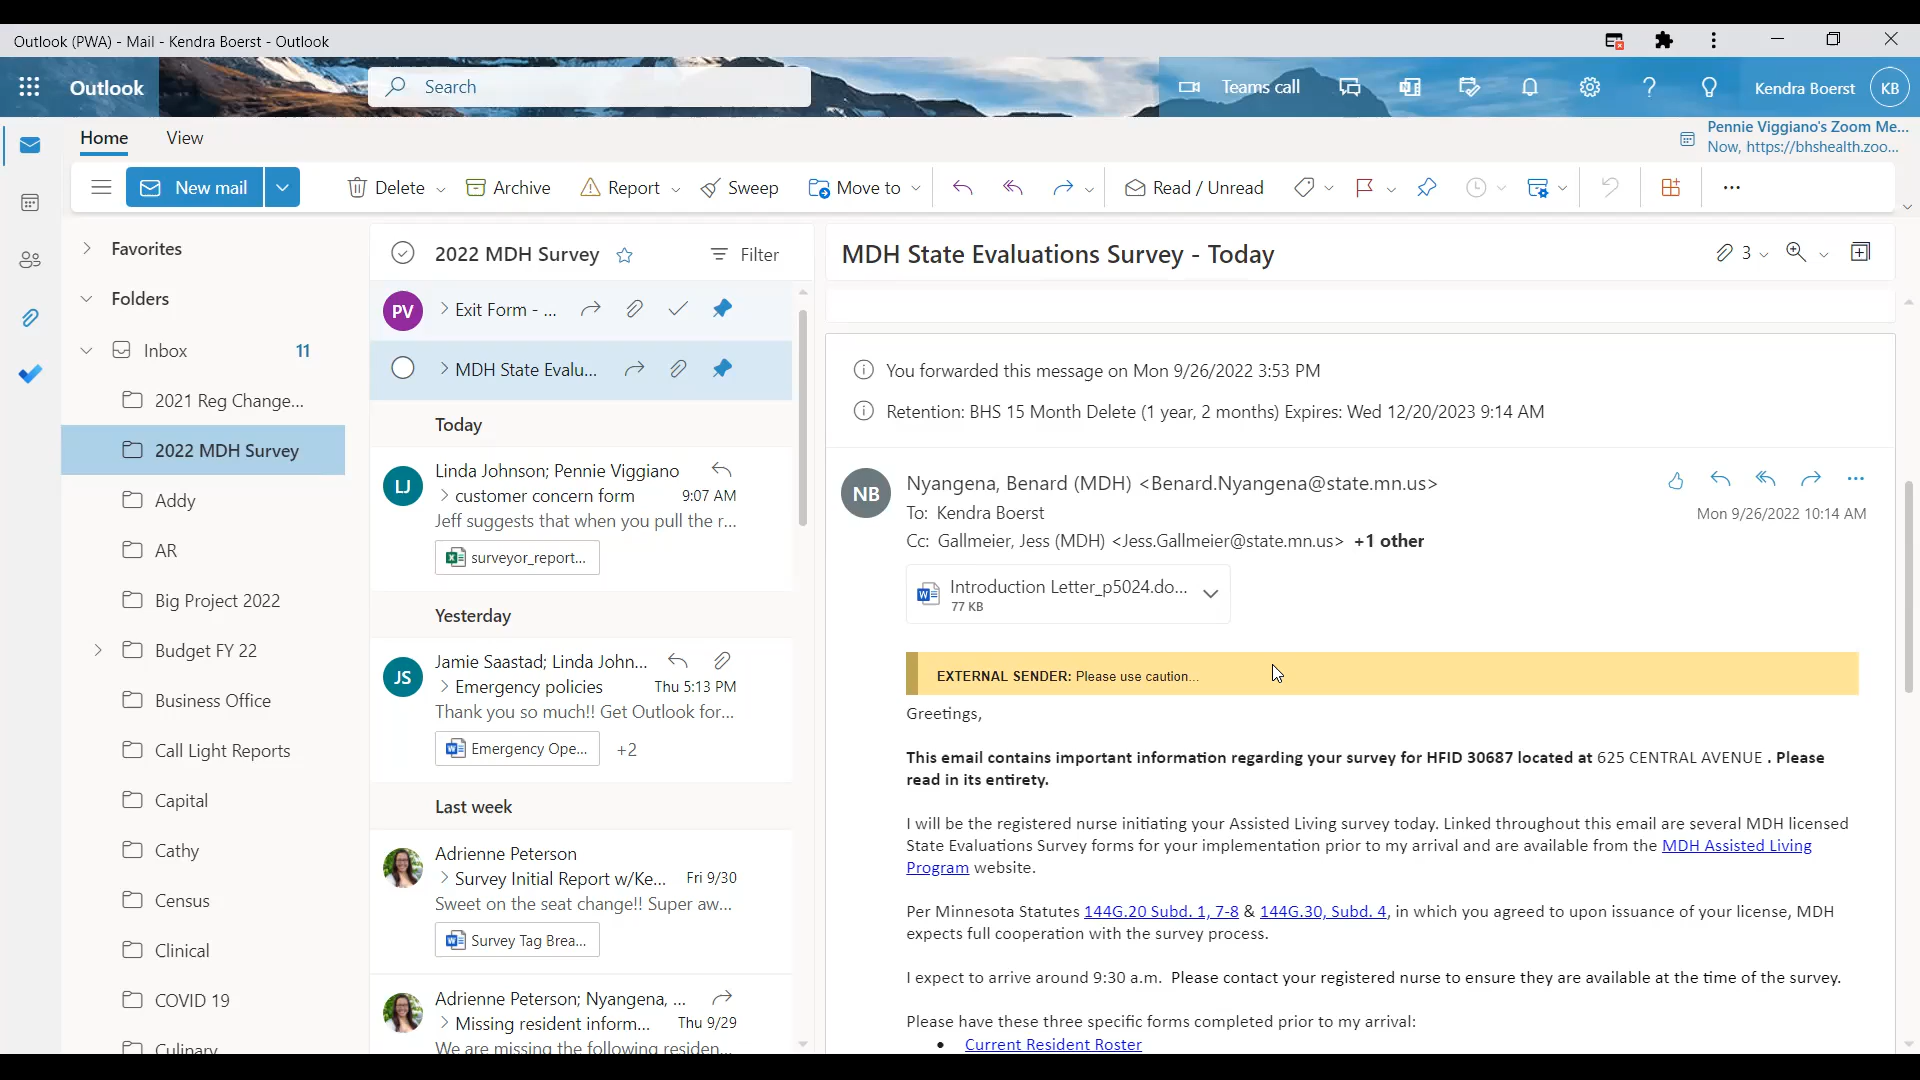 Outlook (PWA) - Mail - Kendra Boerst - Outlook
Outlook
Search
Teams call
Kendra Boerst
KB
Home
View
Pennie Viggiano's Zoom Me...
Now, https://bhshealth.zoo...
New mail
Delete
Archive
Report
Sweep
Move to
Read / Unread
Favorites
Folders
Inbox 11
2021 Reg Change...
2022 MDH Survey
Addy
AR
Big Project 2022
Budget FY 22
Business Office
Call Light Reports
Capital
Cathy
Census
Clinical
COVID 19
Culinary
2022 MDH Survey
Filter
PV
Exit Form - ...
MDH State Evalu...
Today
LJ
Linda Johnson; Pennie Viggiano
customer concern form 9:07 AM
Jeff suggests that when you pull the r...
surveyor_report...
Yesterday
JS
Jamie Saastad; Linda John...
Emergency policies Thu 5:13 PM
Thank you so much!! Get Outlook for...
Emergency Ope... +2
Last week
Adrienne Peterson
Survey Initial Report w/Ke... Fri 9/30
Sweet on the seat change!! Super aw...
Survey Tag Brea...
Adrienne Peterson; Nyangena, ...
Missing resident inform... Thu 9/29
We are missing the following residen...
MDH State Evaluations Survey - Today
3
You forwarded this message on Mon 9/26/2022 3:53 PM
Retention: BHS 15 Month Delete (1 year, 2 months) Expires: Wed 12/20/2023 9:14 AM
NB
Nyangena, Benard (MDH) <Benard.Nyangena@state.mn.us>
To: Kendra Boerst
Mon 9/26/2022 10:14 AM
Cc: Gallmeier, Jess (MDH) <Jess.Gallmeier@state.mn.us> +1 other
Introduction Letter_p5024.do...
77 KB
EXTERNAL SENDER: Please use caution...
Greetings,
This email contains important information regarding your survey for HFID 30687 located at 625 CENTRAL AVENUE . Please
read in its entirety.
I will be the registered nurse initiating your Assisted Living survey today. Linked throughout this email are several MDH licensed
State Evaluations Survey forms for your implementation prior to my arrival and are available from the MDH Assisted Living
Program website.
Per Minnesota Statutes 144G.20 Subd. 1, 7-8 & 144G.30, Subd. 4, in which you agreed to upon issuance of your license, MDH
expects full cooperation with the survey process.
I expect to arrive around 9:30 a.m. Please contact your registered nurse to ensure they are available at the time of the survey.
Please have these three specific forms completed prior to my arrival:
• Current Resident Roster